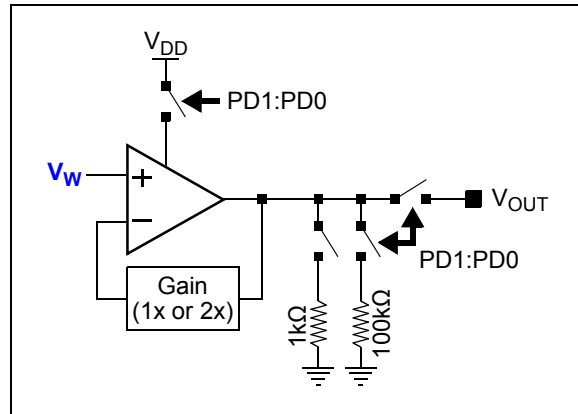 VDD
PD1:PD0
VW
+
−
VOUT
PD1:PD0
Gain
(1x or 2x)
1kΩ
100kΩ